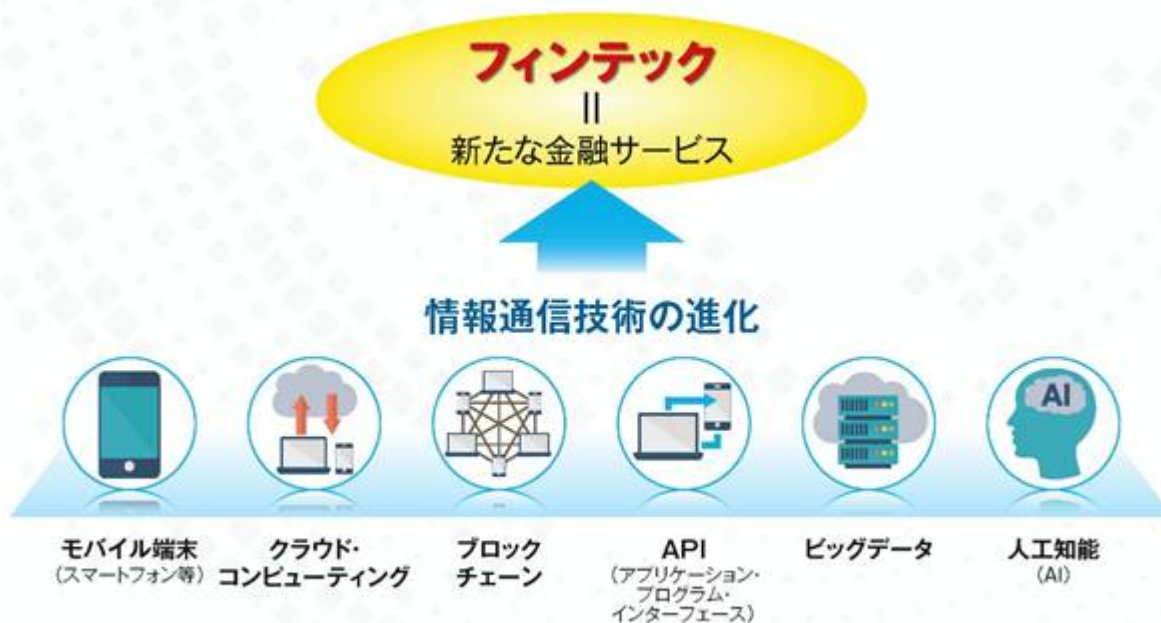 フィンテック
＝
新たな金融サービス
情報通信技術の進化
AI
モバイル端末
（スマートフォン等）
クラウド・
コンピューティング
ブロック
チェーン
API
（アプリケーション・
プログラム・
インターフェース）
ビッグデータ
人工知能
（AI）